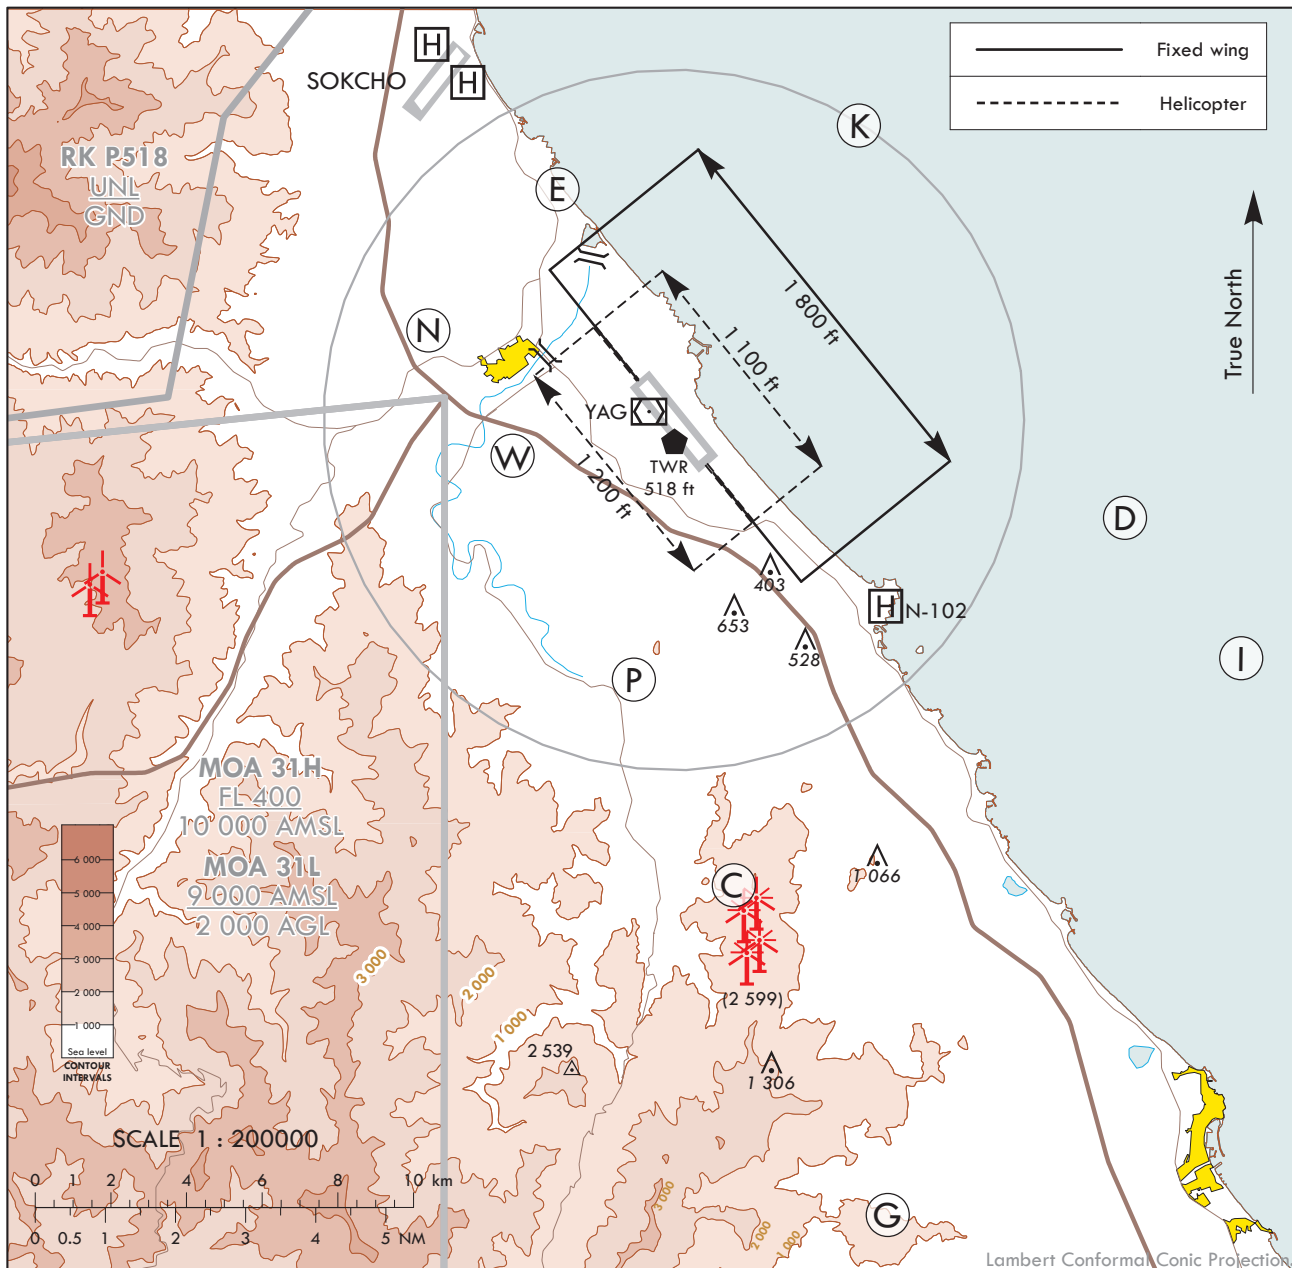 Fixed wing
Helicopter
True North
H
H
SOKCHO
K
E
RK P518
UNL
GND
1 800 ft
1 100 ft
N
YAG
W
TWR
518 ft
1 200 ft
D
403
653
528
H
N-102
I
P
MOA 31H
FL 400
10 000 AMSL
MOA 31L
9 000 AMSL
2 000 AGL
6 000
5 000
4 000
3 000
2 000
1 000
Sea level
CONTOUR
INTERVALS
1 066
C
(2 599)
3 000
2 000
1 000
2 539
1 306
SCALE 1 : 200000
0 1 2 4 6 8 10 km
0 0.5 1 2 3 4 5 NM
3 000
2 000
1 000
G
Lambert Conformal Conic Projection.